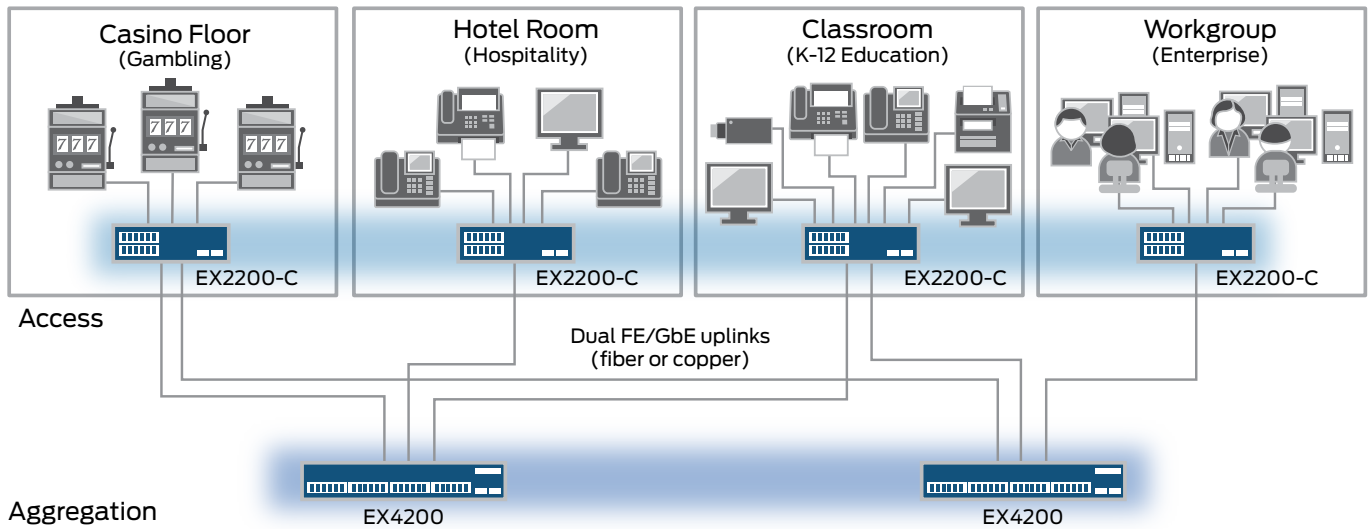 Casino Floor
(Gambling)
777
777
777
EX2200-C
Hotel Room
(Hospitality)
EX2200-C
Classroom
(K-12 Education)
EX2200-C
Workgroup
(Enterprise)
EX2200-C
Access
Dual FE/GbE uplinks
(fiber or copper)
Aggregation
EX4200
EX4200